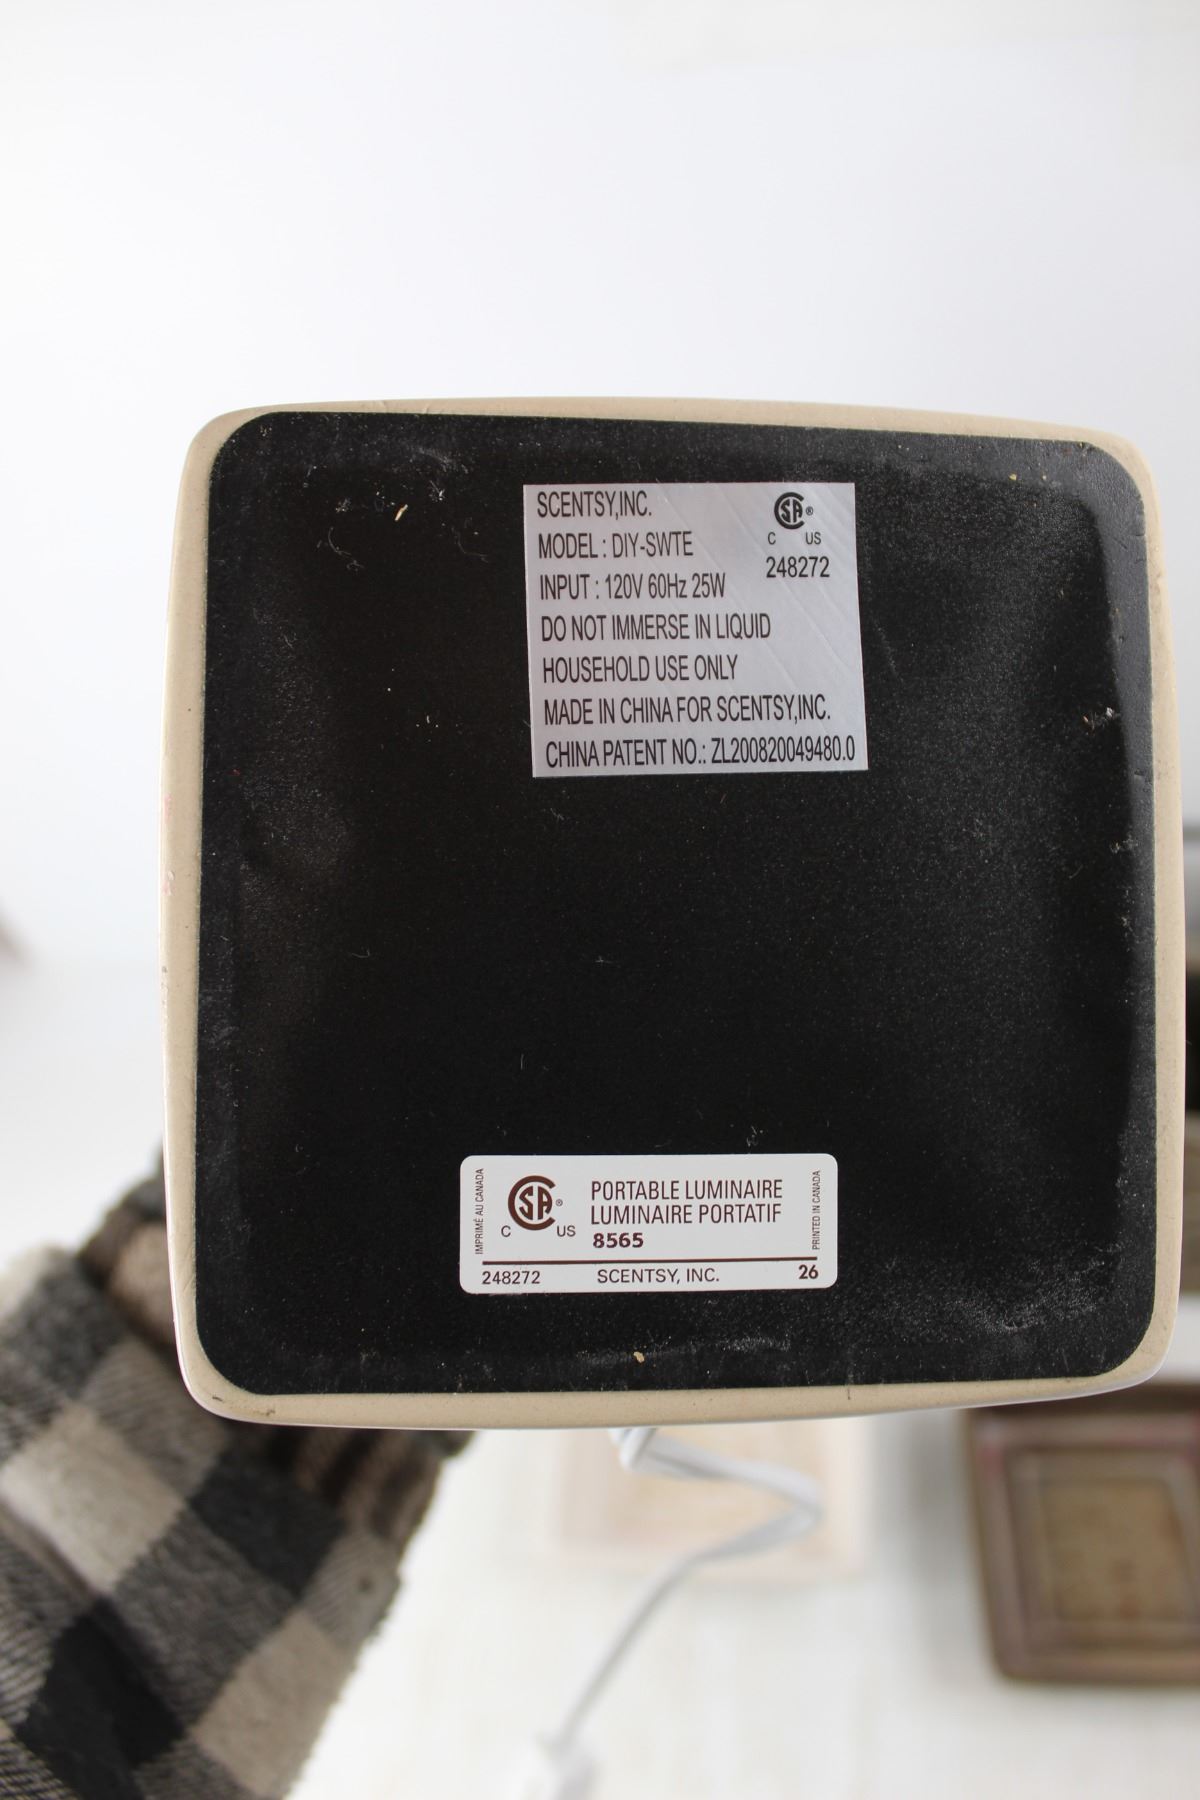 SCENTSY,INC.
MODEL : DIY-SWTE
INPUT : 120V 60Hz 25W
DO NOT IMMERSE IN LIQUID
HOUSEHOLD USE ONLY
MADE IN CHINA FOR SCENTSY,INC.
CHINA PATENT NO.: ZL200820049480.0
SA ®
C US
248272
IMPRIMÉ AU CANADA
SA ®
C US
PORTABLE LUMINAIRE
LUMINAIRE PORTATIF
8565
PRINTED IN CANADA
248272 SCENTSY, INC. 26